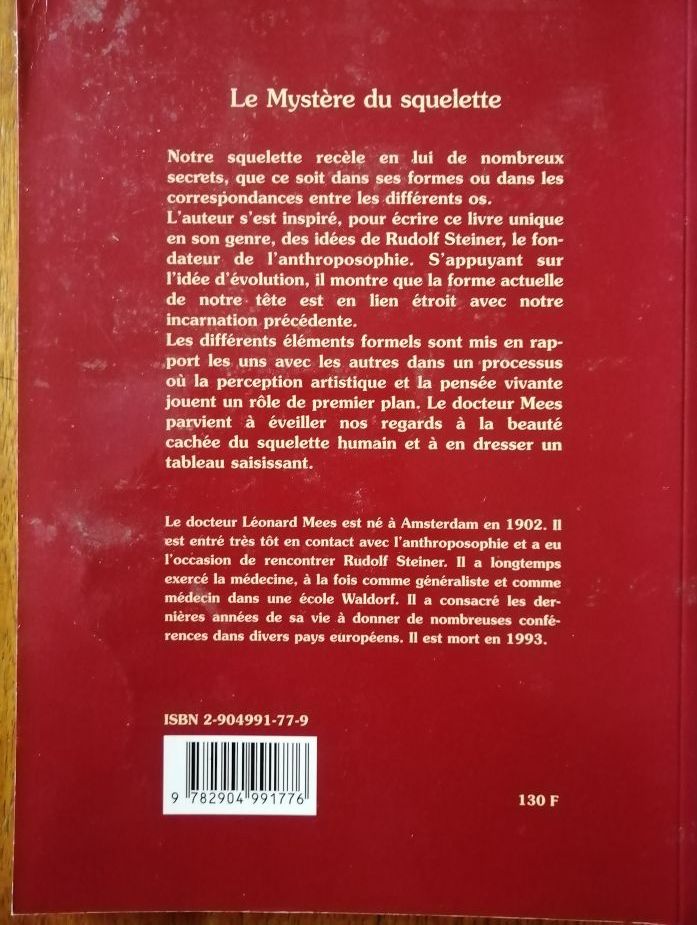 Le Mystère du squelette
Notre squelette recèle en lui de nombreux
secrets, que ce soit dans ses formes ou dans les
correspondances entre les différents os.
L'auteur s'est inspiré, pour écrire ce livre unique
en son genre, des idées de Rudolf Steiner, le fon-
dateur de l'anthroposophie. S'appuyant sur
l'idée d'évolution, il montre que la forme actuelle
de notre tête est en lien étroit avec notre
incarnation précédente.
Les différents éléments formels sont mis en rap-
port les uns avec les autres dans un processus
où la perception artistique et la pensée vivante
jouent un rôle de premier plan. Le docteur Mees
parvient à éveiller nos regards à la beauté
cachée du squelette humain et à en dresser un
tableau saisissant.
Le docteur Léonard Mees est né à Amsterdam en 1902. Il
est entré très tôt en contact avec l'anthroposophie et a eu
l'occasion de rencontrer Rudolf Steiner. Il a longtemps
exercé la médecine, à la fois comme généraliste et comme
médecin dans une école Waldorf. Il a consacré les der-
nières années de sa vie à donner de nombreuses confé-
rences dans divers pays européens. Il est mort en 1993.
ISBN 2-904991-77-9
9 782904 991776
130 F